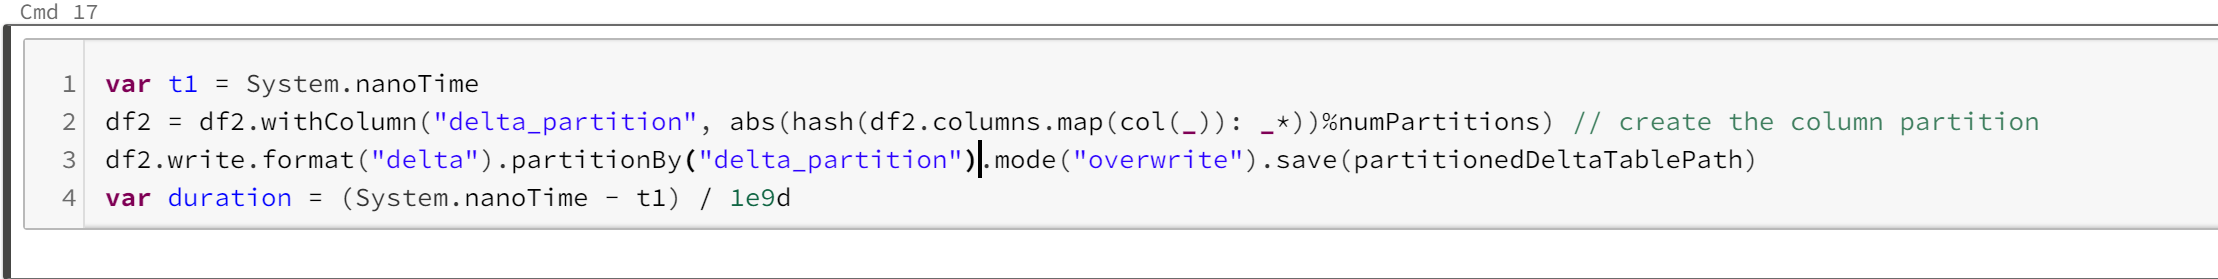 Cmd 17
1 var t1 = System.nanoTime
2 df2 = df2.withColumn("delta_partition", abs(hash(df2.columns.map(col(_)): _*))%numPartitions) // create the column partition
3 df2.write.format("delta").partitionBy("delta_partition").mode("overwrite").save(partitionedDeltaTablePath)
4 var duration = (System.nanoTime - t1) / 1e9d